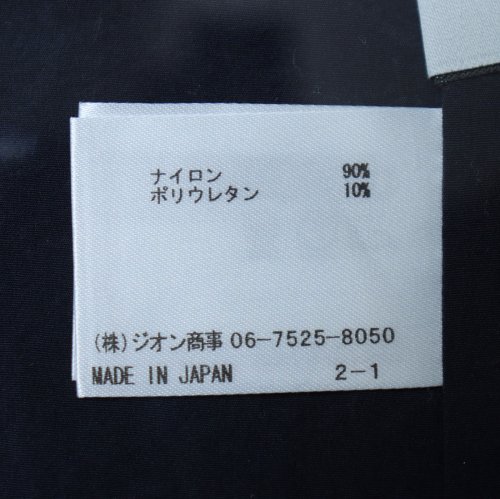 ナイロン 90%
ポリウレタン 10%
(株)ジオン商事 06-7525-8050
MADE IN JAPAN 2-1